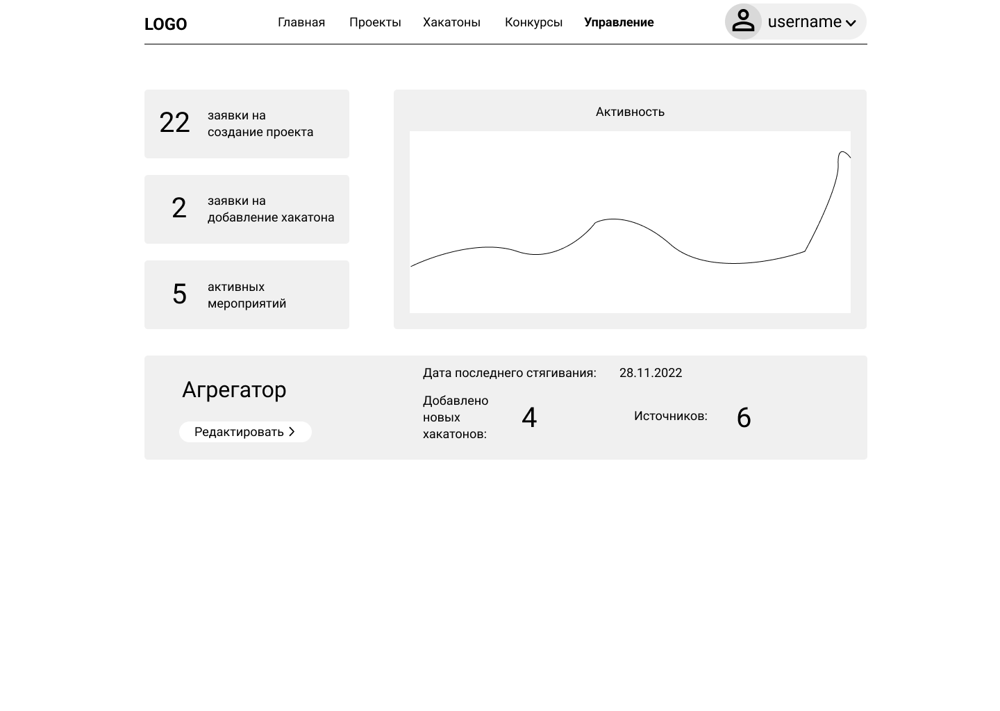 LOGO
Главная
Проекты
Хакатоны
Конкурсы
Управление
username
22
заявки на
создание проекта
2
заявки на
добавление хакатона
5
активных
мероприятий
Активность
Агрегатор
Редактировать
Дата последнего стягивания: 28.11.2022
Добавлено
новых
хакатонов:
4
Источников: 6